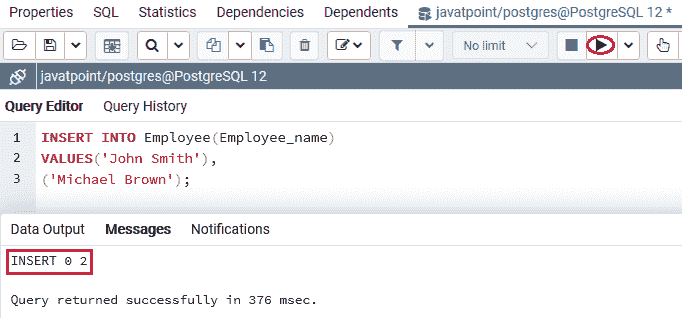 Properties SQL Statistics Dependencies Dependents javatpoint/postgres@PostgreSQL 12 *
No limit
javatpoint/postgres@PostgreSQL 12
Query Editor Query History
1 INSERT INTO Employee(Employee_name)
2 VALUES('John Smith'),
3 ('Michael Brown');
Data Output Messages Notifications
INSERT 0 2
Query returned successfully in 376 msec.